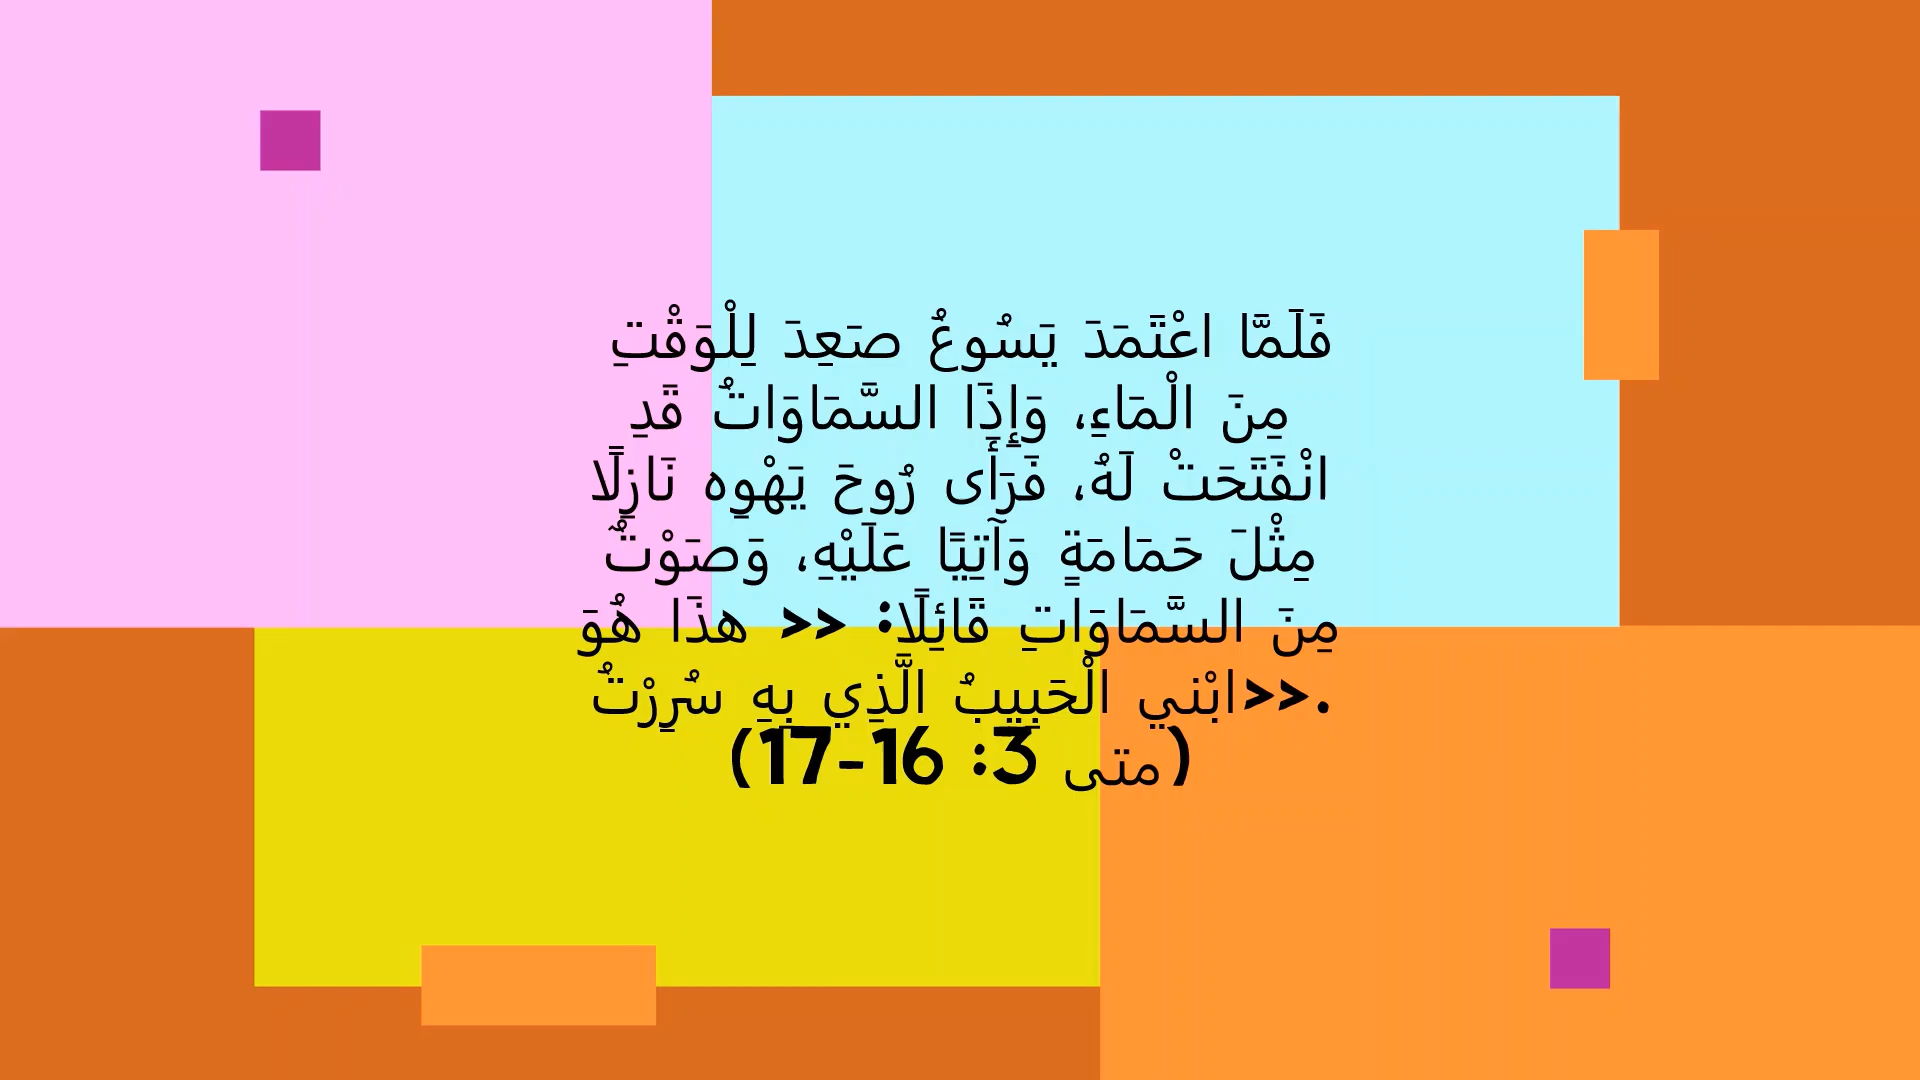 فَلَمَّا اعْتَمَدَ يَسُوعُ صَعِدَ لِلْوَقْتِ
مِنَ الْمَاءِ، وَإِذَا السَّمَاوَاتُ قَدِ
انْفَتَحَتْ لَهُ، فَرَأَى رُوحَ يَهْوِه نَازِلًا
مِثْلَ حَمَامَةٍ وَآتِيًا عَلَيْهِ، وَصَوْتٌ
مِنَ السَّمَاوَاتِ قَائِلًا: << هذَا هُوَ
ابْني الْحَبِيبُ الَّذِي بِهِ سُرِرْتُ>>.
(متى 3: 16-17)